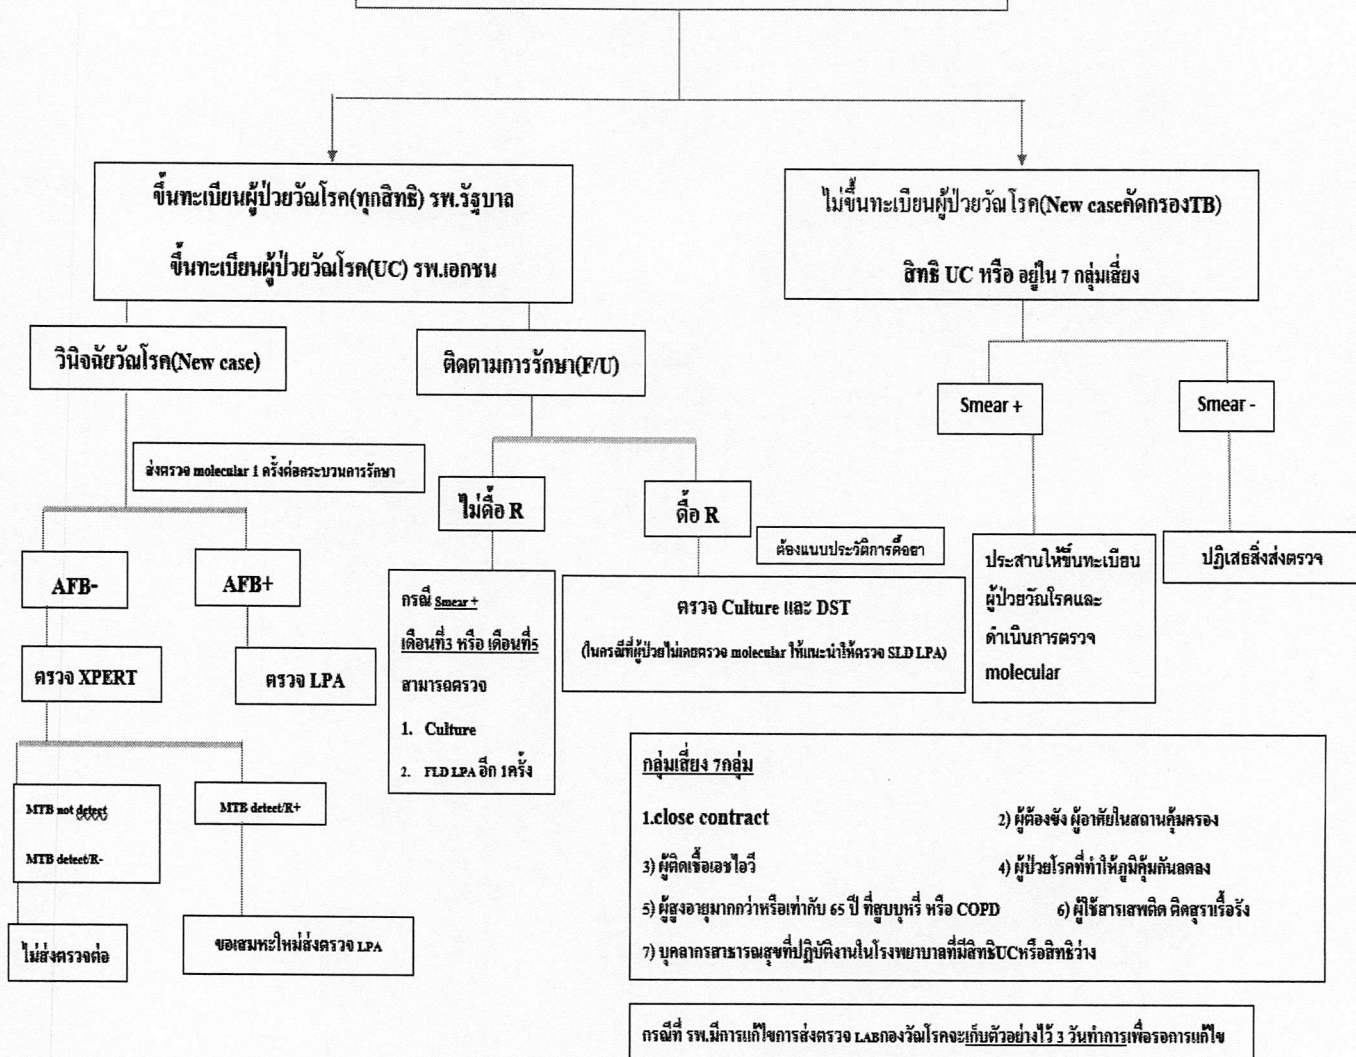 ขึ้นทะเบียนผู้ป่วยวัณโรค(ทุกสิทธิ) รพ.รัฐบาล
ขึ้นทะเบียนผู้ป่วยวัณโรค(UC) รพ.เอกชน
ไม่ขึ้นทะเบียนผู้ป่วยวัณโรค(New caseคัดกรองTB)
สิทธิ UC หรือ อยู่ใน 7 กลุ่มเสี่ยง
วินิจฉัยวัณโรค(New case)
ติดตามการรักษา(F/U)
Smear +
Smear -
ส่งตรวจ molecular 1 ครั้งต่อกระบวนการรักษา
ไม่ดื้อ R
ดื้อ R
ต้องแนบประวัติการดื้อยา
AFB-
AFB+
ตรวจ XPERT
ตรวจ LPA
กรณี Smear +
เดือนที่3 หรือ เดือนที่5
สามารถตรวจ
1. Culture
2. FLD LPA อีก 1ครั้ง
ตรวจ Culture และ DST
(ในกรณีที่ผู้ป่วยไม่เคยตรวจ molecular ให้แนะนำให้ตรวจ SLD LPA)
ประสานให้ขึ้นทะเบียน
ผู้ป่วยวัณโรคและ
ดำเนินการตรวจ
molecular
ปฏิเสธสิ่งส่งตรวจ
MTB not detect
MTB detect/R-
MTB detect/R+
ไม่ส่งตรวจต่อ
ขอเสมหะใหม่ส่งตรวจ LPA
กลุ่มเสี่ยง 7กลุ่ม
1.close contract 2) ผู้ต้องขัง ผู้อาศัยในสถานคุ้มครอง
3) ผู้ติดเชื้อเอชไอวี 4) ผู้ป่วยโรคที่ทำให้ภูมิคุ้มกันลดลง
5) ผู้สูงอายุมากกว่าหรือเท่ากับ 65 ปี ที่สูบบุหรี่ หรือ COPD 6) ผู้ใช้สารเสพติด ติดสุราเรื้อรัง
7) บุคลากรสาธารณสุขที่ปฏิบัติงานในโรงพยาบาลที่มีสิทธิUCหรือสิทธิว่าง
กรณีที่ รพ.มีการแก้ไขการส่งตรวจ LABกองวัณโรคจะเก็บตัวอย่างไว้ 3 วันทำการเพื่อรอการแก้ไข